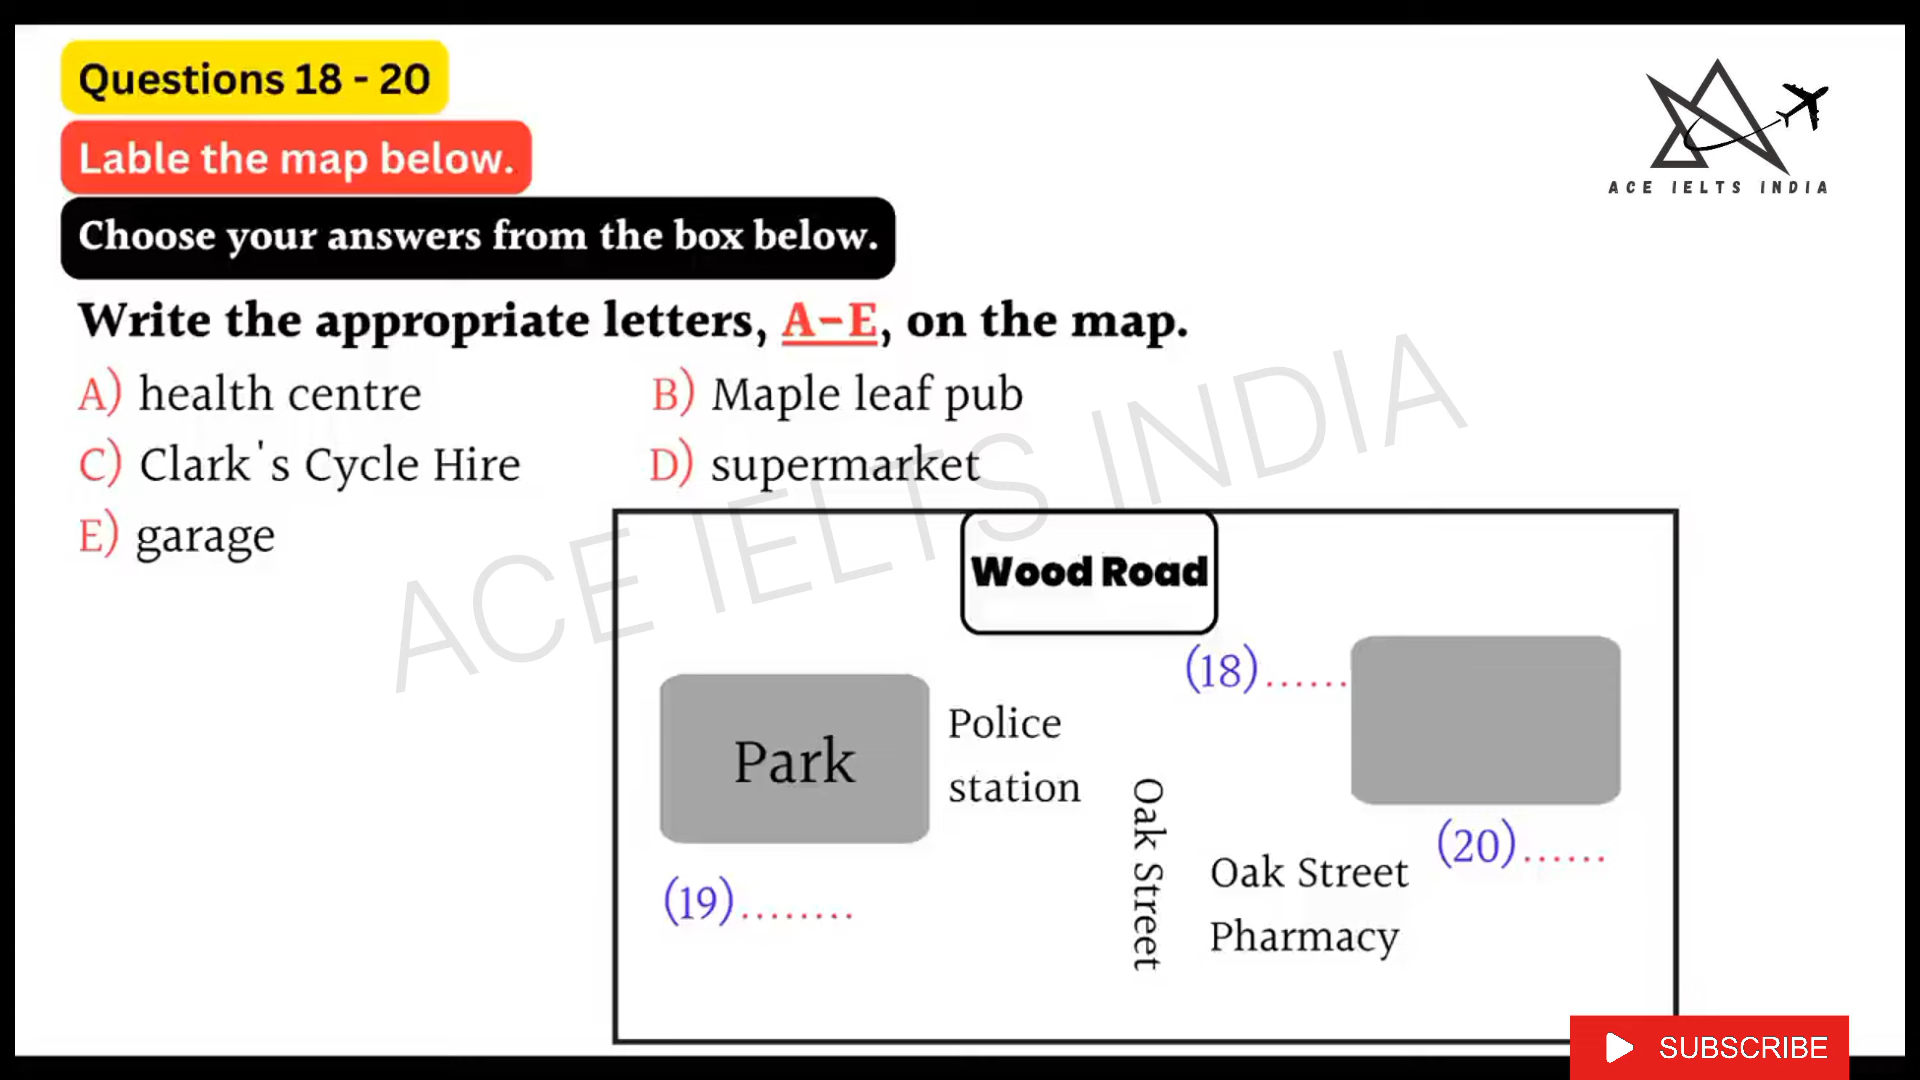 Questions 18 - 20
Lable the map below.
Choose your answers from the box below.
ACE IELTS INDIA
Write the appropriate letters, A-E, on the map.
A) health centre
B) Maple leaf pub
C) Clark's Cycle Hire
D) supermarket
E) garage
ACE IELTS INDIA
Wood Road
(18)......
Park
Police
station
Oak Street
(19)........
(20)......
Oak Street
Pharmacy
SUBSCRIBE